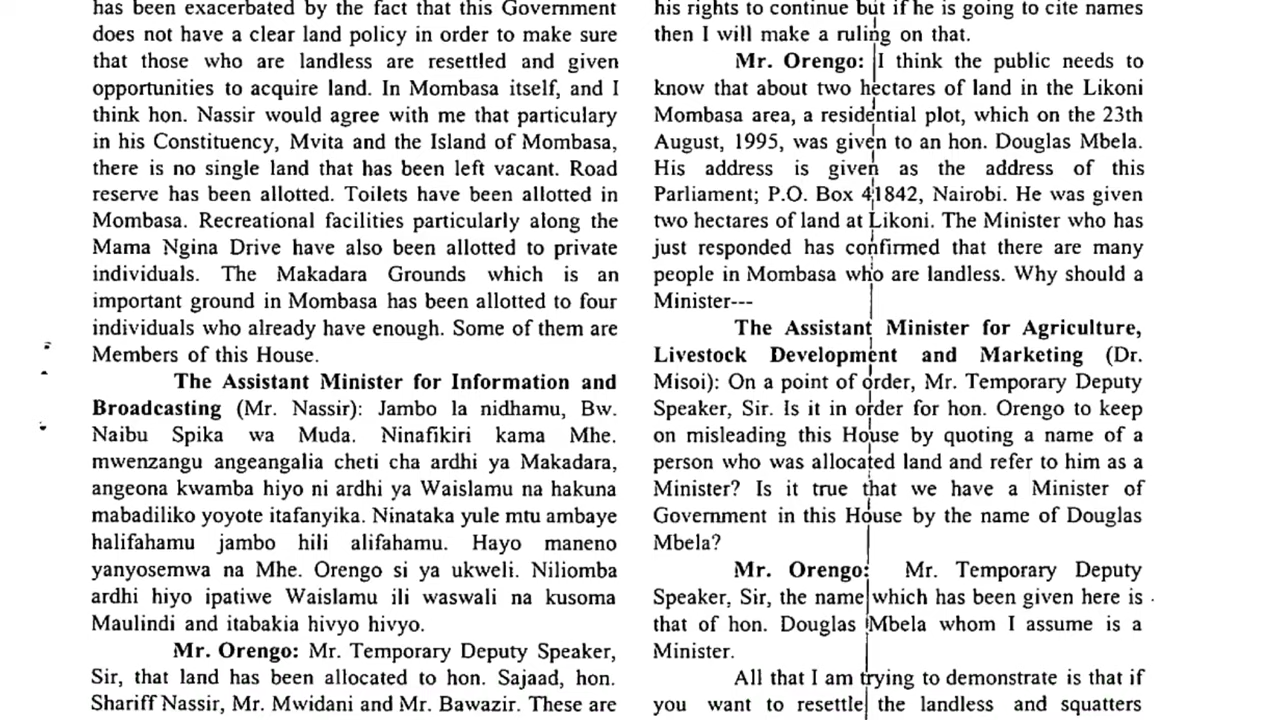 has been exacerbated by the fact that this Government
does not have a clear land policy in order to make sure
that those who are landless are resettled and given
opportunities to acquire land. In Mombasa itself, and I
think hon. Nassir would agree with me that particulary
in his Constituency, Mvita and the Island of Mombasa,
there is no single land that has been left vacant. Road
reserve has been allotted. Toilets have been allotted in
Mombasa. Recreational facilities particularly along the
Mama Ngina Drive have also been allotted to private
individuals. The Makadara Grounds which is an
important ground in Mombasa has been allotted to four
individuals who already have enough. Some of them are
Members of this House.
The Assistant Minister for Information and
Broadcasting (Mr. Nassir): Jambo la nidhamu, Bw.
Naibu Spika wa Muda. Ninafikiri kama Mhe.
mwenzangu angeangalia cheti cha ardhi ya Makadara,
angeona kwamba hiyo ni ardhi ya Waislamu na hakuna
mabadiliko yoyote itafanyika. Ninataka yule mtu ambaye
halifahamu jambo hili alifahamu. Hayo maneno
yanyosemwa na Mhe. Orengo si ya ukweli. Niliomba
ardhi hiyo ipatiwe Waislamu ili waswali na kusoma
Maulindi and itabakia hivyo hivyo.
Mr. Orengo: Mr. Temporary Deputy Speaker,
Sir, that land has been allocated to hon. Sajaad, hon.
Shariff Nassir, Mr. Mwidani and Mr. Bawazir. These are
his rights to continue but if he is going to cite names
then I will make a ruling on that.
Mr. Orengo: I think the public needs to
know that about two hectares of land in the Likoni
Mombasa area, a residential plot, which on the 23th
August, 1995, was given to an hon. Douglas Mbela.
His address is given as the address of this
Parliament; P.O. Box 41842, Nairobi. He was given
two hectares of land at Likoni. The Minister who has
just responded has confirmed that there are many
people in Mombasa who are landless. Why should a
Minister---
The Assistant Minister for Agriculture,
Livestock Development and Marketing (Dr.
Misoi): On a point of order, Mr. Temporary Deputy
Speaker, Sir. Is it in order for hon. Orengo to keep
on misleading this House by quoting a name of a
person who was allocated land and refer to him as a
Minister? Is it true that we have a Minister of
Government in this House by the name of Douglas
Mbela?
Mr. Orengo: Mr. Temporary Deputy
Speaker, Sir, the name which has been given here is
that of hon. Douglas Mbela whom I assume is a
Minister.
All that I am trying to demonstrate is that if
you want to resettle the landless and squatters